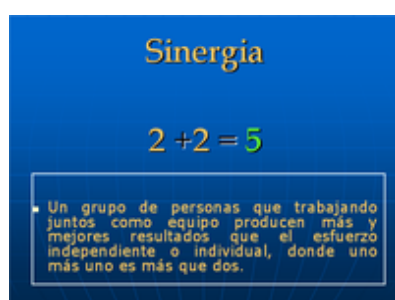 Sinergia
2 +2 = 5
Un grupo de personas que trabajando
juntos como equipo producen más y
mejores resultados que el esfuerzo
independiente o individual, donde uno
más uno es más que dos.